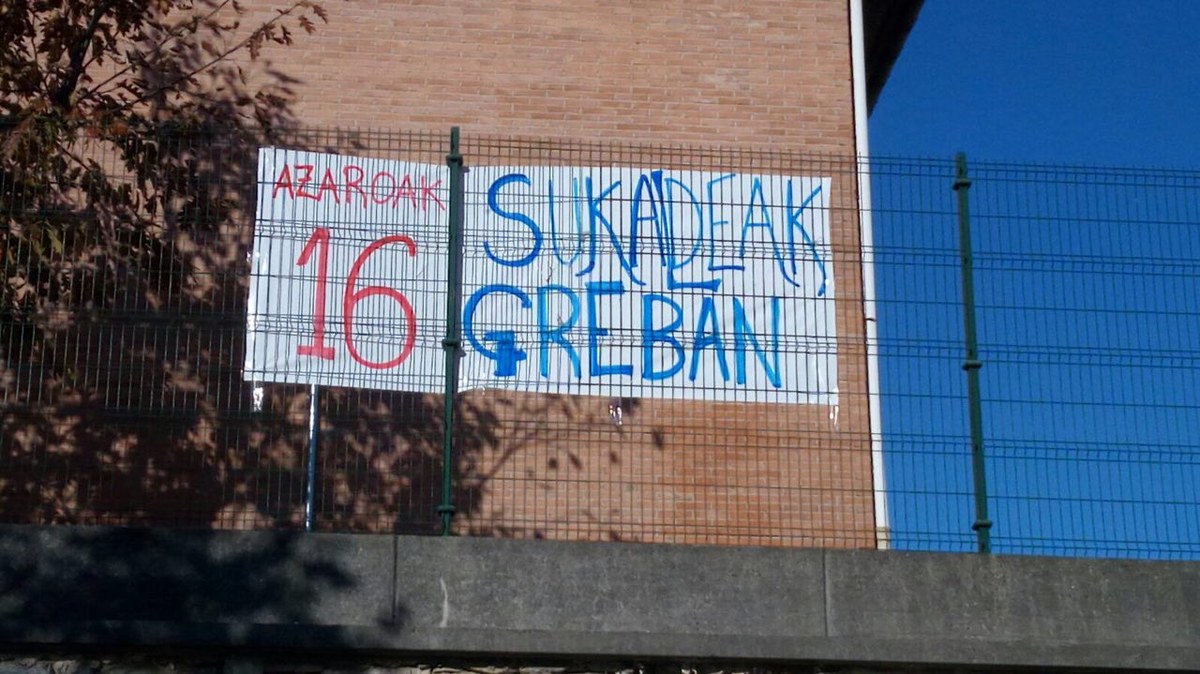 AZAROAK
16
SUKALDEAK,
GREBAN